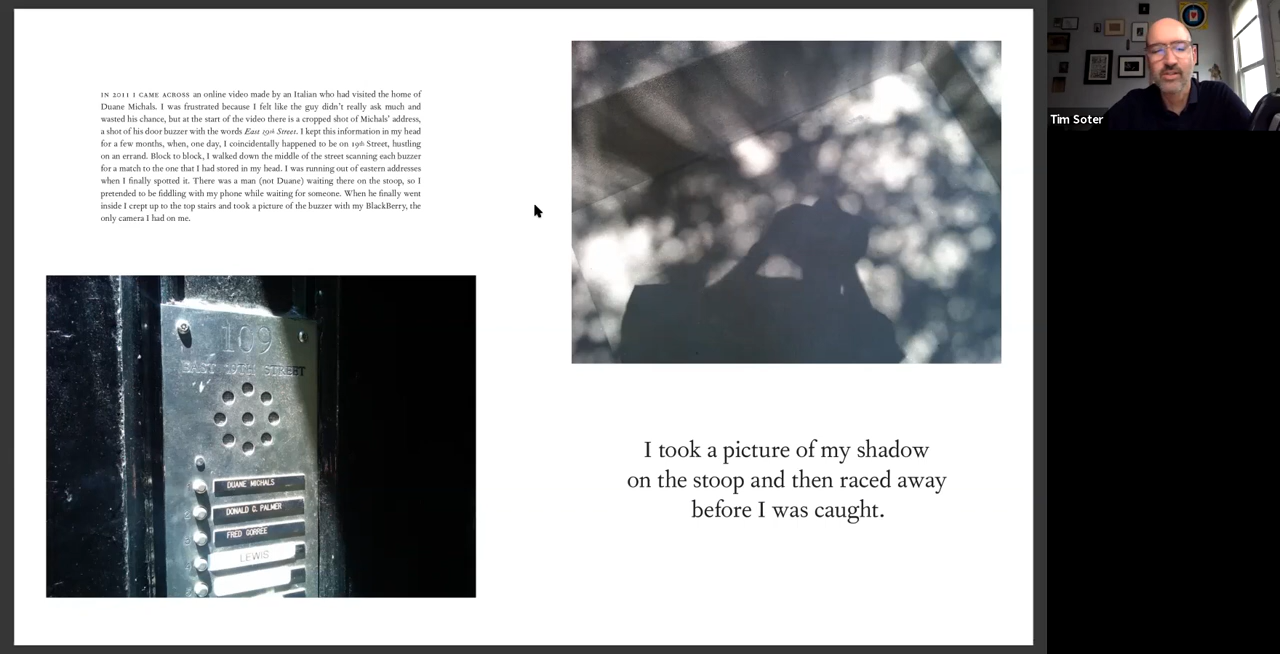 IN 2011 I CAME ACROSS an online video made by an Italian who had visited the home of
Duane Michals. I was frustrated because I felt like the guy didn't really ask much and
wasted his chance, but at the start of the video there is a cropped shot of Michals' address,
a shot of his door buzzer with the words East 19th Street. I kept this information in my head
for a few months, when, one day, I coincidentally happened to be on 19th Street, hustling
on an errand. Block to block, I walked down the middle of the street scanning each buzzer
for a match to the one that I had stored in my head. I was running out of eastern addresses
when I finally spotted it. There was a man (not Duane) waiting there on the stoop, so I
pretended to be fiddling with my phone while waiting for someone. When he finally went
inside I crept up to the top stairs and took a picture of the buzzer with my BlackBerry, the
only camera I had on me.
109
EAST 19TH STREET
DUANE MICHALS
DONALD C. PALMER
FRED GORRÉE
LEWIS
I took a picture of my shadow
on the stoop and then raced away
before I was caught.
Tim Soter